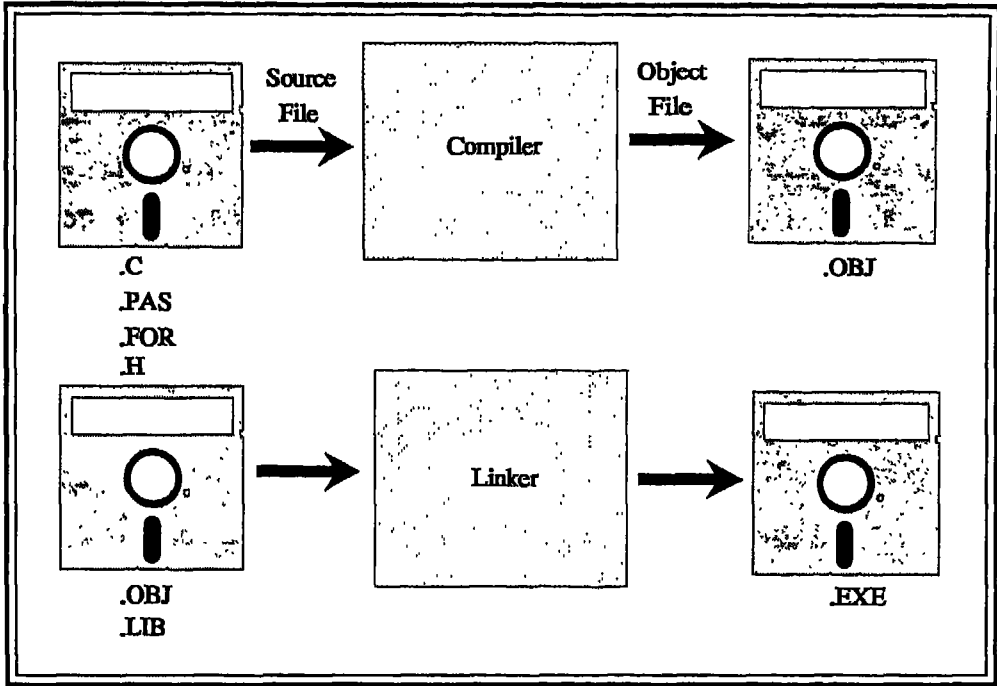 Source
File
Compiler
Object
File
.C
.PAS
.FOR
.H
.OBJ
Linker
.OBJ
.LIB
.EXE